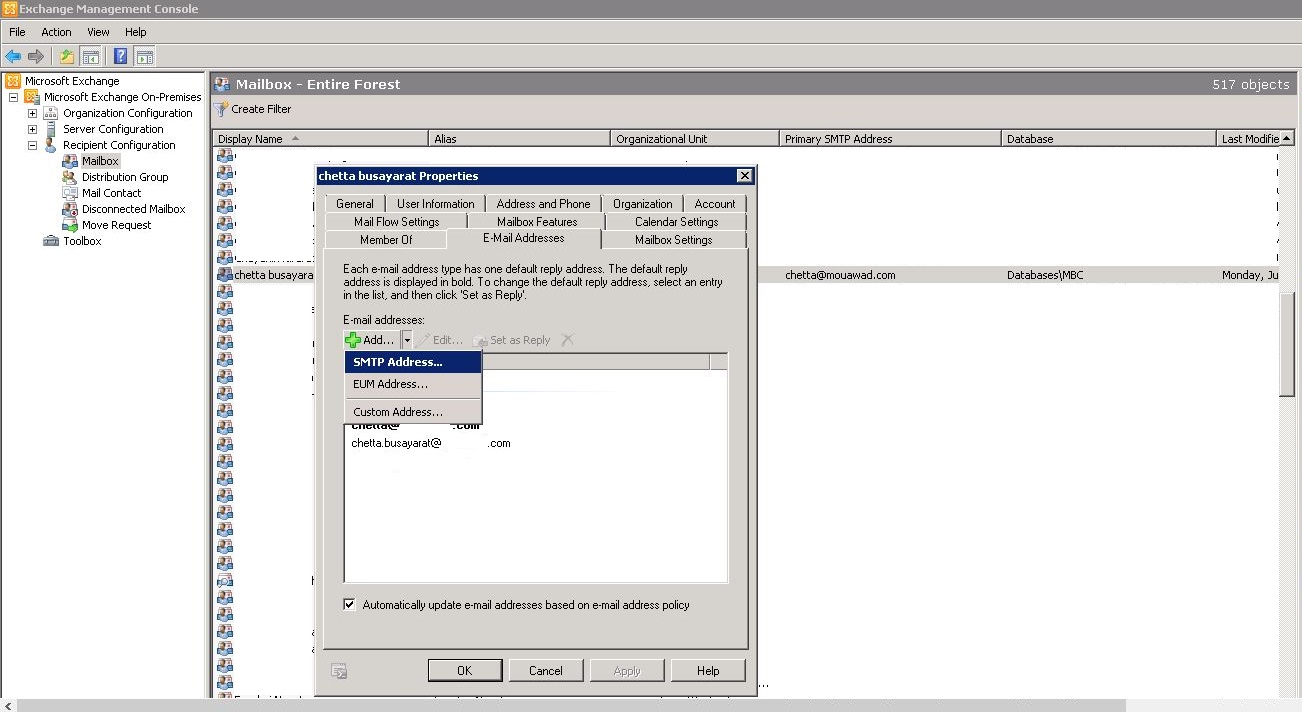 Exchange Management Console
File Action View Help
Microsoft Exchange
Microsoft Exchange On-Premises
Organization Configuration
Server Configuration
Recipient Configuration
Mailbox
Distribution Group
Mail Contact
Disconnected Mailbox
Move Request
Toolbox
Mailbox - Entire Forest 517 objects
Create Filter
Display Name Alias Organizational Unit Primary SMTP Address Database Last Modifie
chetta busayara chetta@mouawad.com Databases\MBC Monday, Ju
chetta busayarat Properties
General User Information Address and Phone Organization Account
Mail Flow Settings Mailbox Features Calendar Settings
Member Of E-Mail Addresses Mailbox Settings
Each e-mail address type has one default reply address. The default reply
address is displayed in bold. To change the default reply address, select an entry
in the list, and then click 'Set as Reply'.
E-mail addresses:
Add... Edit... Set as Reply
SMTP Address...
EUM Address...
Custom Address...
chetta@ .com
chetta.busayarat@ .com
Automatically update e-mail addresses based on e-mail address policy
OK Cancel Apply Help